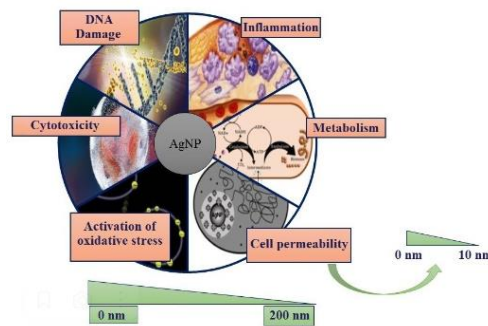 DNA
Damage
Inflammation
Cytotoxicity
AgNP
Metabolism
Activation of
oxidative stress
Cell permeability
0 nm
10 nm
0 nm
200 nm